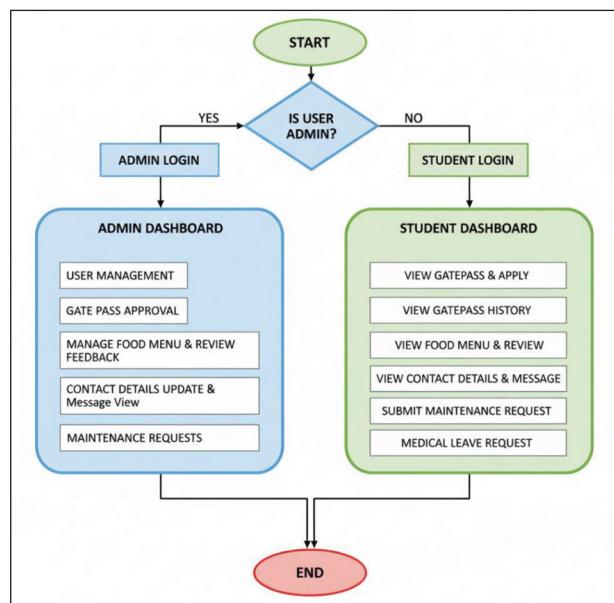 START
IS USER
ADMIN?
YES
NO
ADMIN LOGIN
STUDENT LOGIN
ADMIN DASHBOARD
USER MANAGEMENT
GATE PASS APPROVAL
MANAGE FOOD MENU & REVIEW
FEEDBACK
CONTACT DETAILS UPDATE &
Message View
MAINTENANCE REQUESTS
STUDENT DASHBOARD
VIEW GATEPASS & APPLY
VIEW GATEPASS HISTORY
VIEW FOOD MENU & REVIEW
VIEW CONTACT DETAILS & MESSAGE
SUBMIT MAINTENANCE REQUEST
MEDICAL LEAVE REQUEST
END